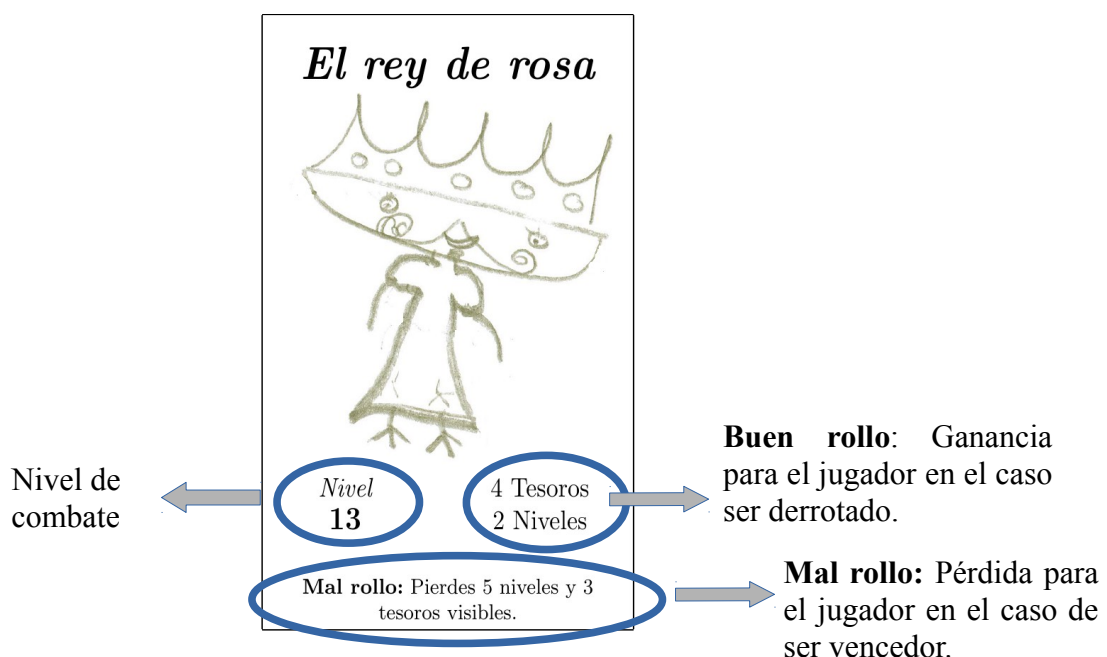 El rey de rosa
Nivel de
combate
Nivel
13
4 Tesoros
2 Niveles
Buen rollo: Ganancia
para el jugador en el caso
ser derrotado.
Mal rollo: Pierdes 5 niveles y 3
tesoros visibles.
Mal rollo: Pérdida para
el jugador en el caso de
ser vencedor.